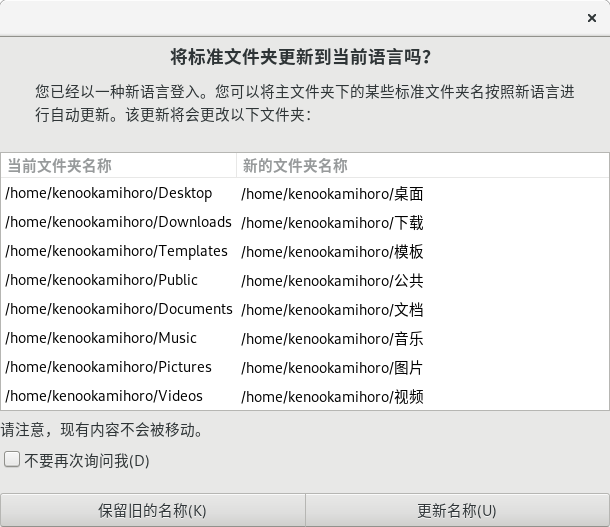 ×
将标准文件夹更新到当前语言吗?
您已经以一种新语言登入。您可以将主文件夹下的某些标准文件夹名按照新语言进
行自动更新。该更新将会更改以下文件夹：
当前文件夹名称 新的文件夹名称
/home/kenookamihoro/Desktop /home/kenookamihoro/桌面
/home/kenookamihoro/Downloads /home/kenookamihoro/下载
/home/kenookamihoro/Templates /home/kenookamihoro/模板
/home/kenookamihoro/Public /home/kenookamihoro/公共
/home/kenookamihoro/Documents /home/kenookamihoro/文档
/home/kenookamihoro/Music /home/kenookamihoro/音乐
/home/kenookamihoro/Pictures /home/kenookamihoro/图片
/home/kenookamihoro/Videos /home/kenookamihoro/视频
请注意，现有内容不会被移动。
不要再次询问我(D)
保留旧的名称(K) 更新名称(U)